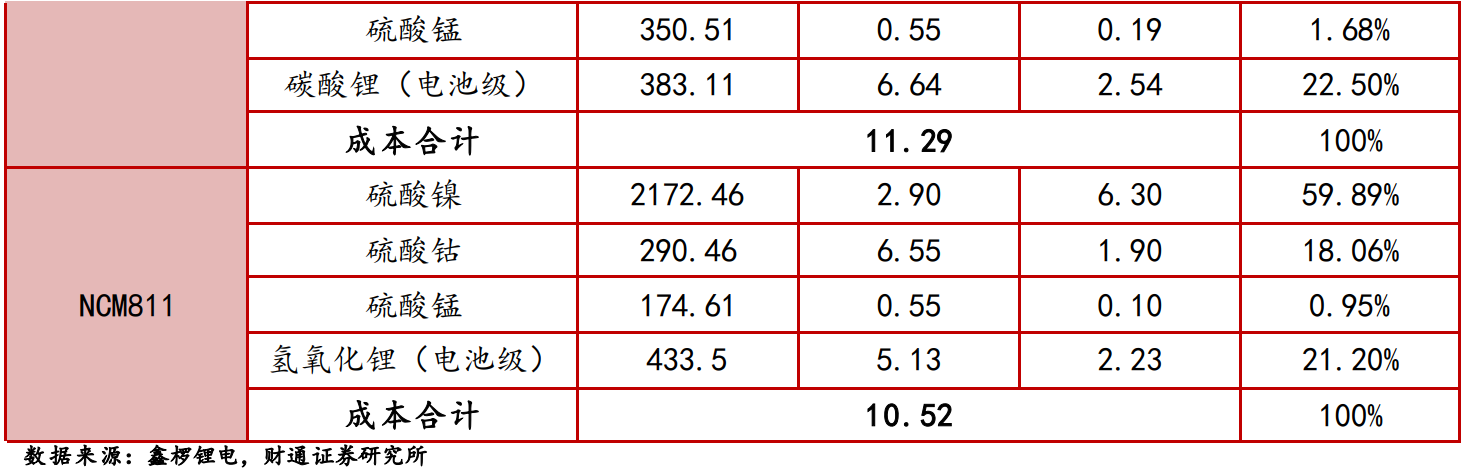 硫酸锰 350.51 0.55 0.19 1.68%
碳酸锂（电池级） 383.11 6.64 2.54 22.50%
成本合计 11.29 100%
硫酸镍 2172.46 2.90 6.30 59.89%
硫酸钴 290.46 6.55 1.90 18.06%
NCM811 硫酸锰 174.61 0.55 0.10 0.95%
氢氧化锂（电池级） 433.5 5.13 2.23 21.20%
成本合计 10.52 100%
数据来源：鑫椤锂电，财通证券研究所